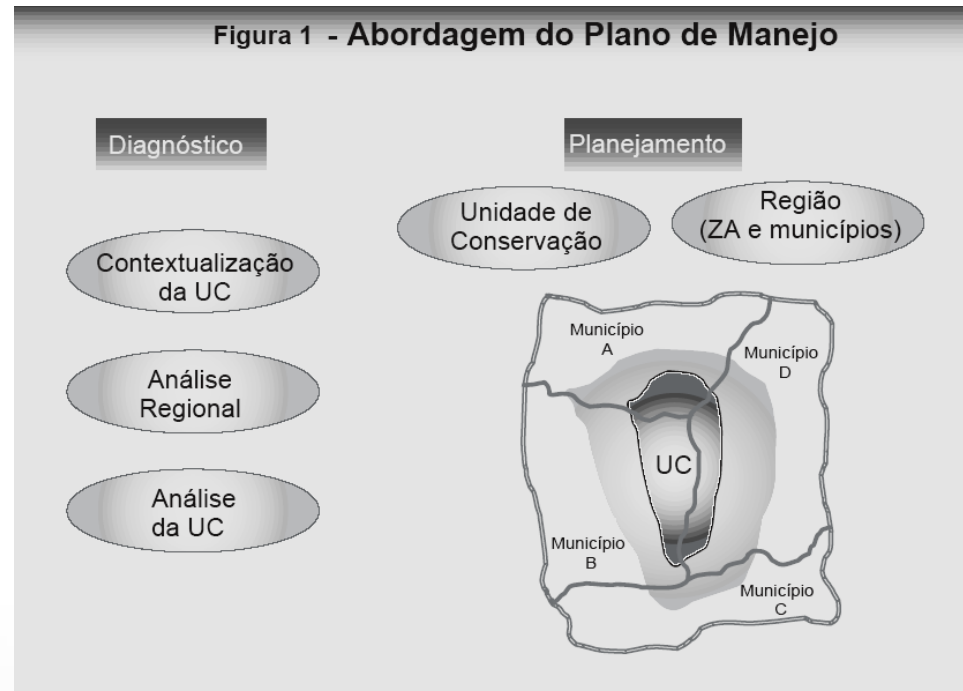 Figura 1 - Abordagem do Plano de Manejo
Diagnóstico
Contextualização
da UC
Análise
Regional
Análise
da UC
Planejamento
Unidade de
Conservação
Região
(ZA e municípios)
Município
A
Município
D
UC
Município
B
Município
C